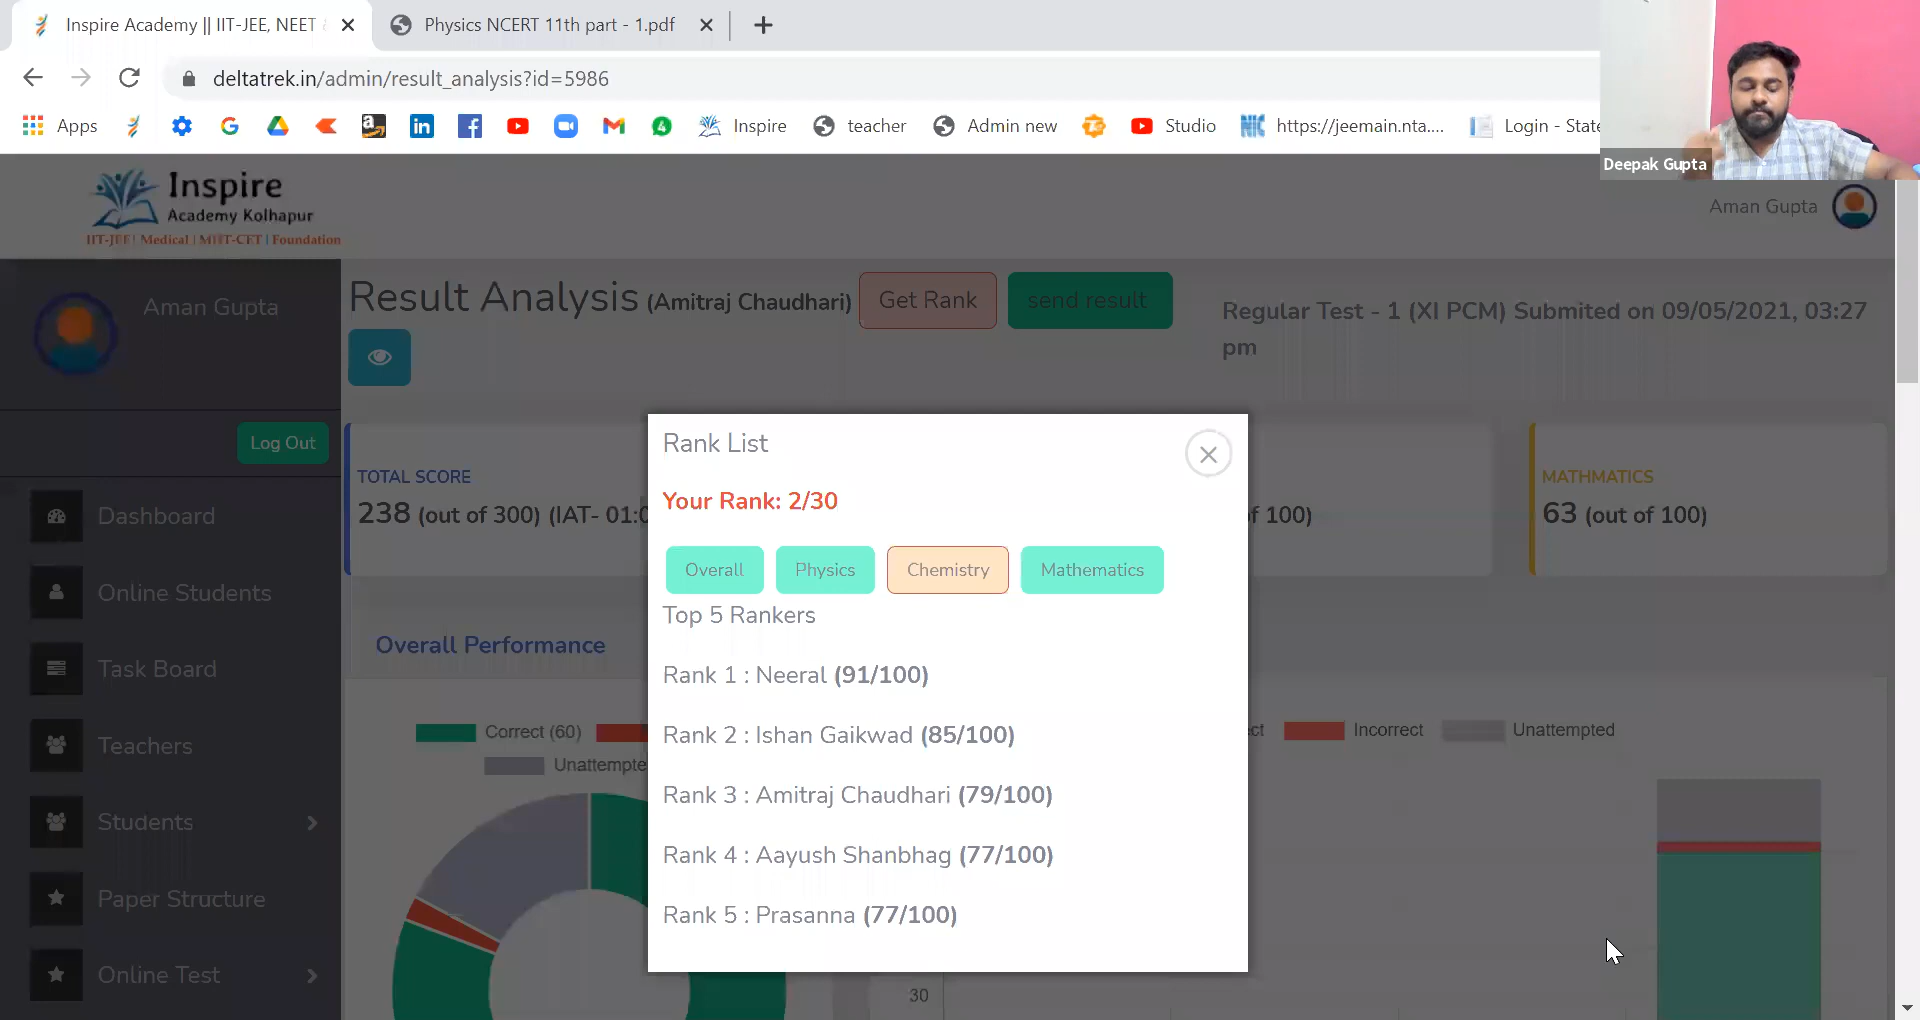 Inspire Academy || IIT-JEE, NEET
Physics NCERT 11th part - 1.pdf
deltatrek.in/admin/result_analysis?id=5986
Apps
Inspire
teacher
Admin new
Studio
https://jeemain.nta....
Login - State
Deepak Gupta
Inspire
Academy Kolhapur
IIT-JEE | Medical | MHT-CET | Foundation
Aman Gupta
Aman Gupta
Log Out
Dashboard
Online Students
Task Board
Teachers
Students
Paper Structure
Online Test
Result Analysis (Amitraj Chaudhari)
Get Rank
send result
Regular Test - 1 (XI PCM) Submited on 09/05/2021, 03:27
pm
TOTAL SCORE
238 (out of 300) (IAT- 01:0
f 100)
MATHMATICS
63 (out of 100)
Overall Performance
Correct (60)
Unattempte
ct
Incorrect
Unattempted
30
Rank List
Your Rank: 2/30
Overall
Physics
Chemistry
Mathematics
Top 5 Rankers
Rank 1 : Neeral (91/100)
Rank 2 : Ishan Gaikwad (85/100)
Rank 3 : Amitraj Chaudhari (79/100)
Rank 4 : Aayush Shanbhag (77/100)
Rank 5 : Prasanna (77/100)